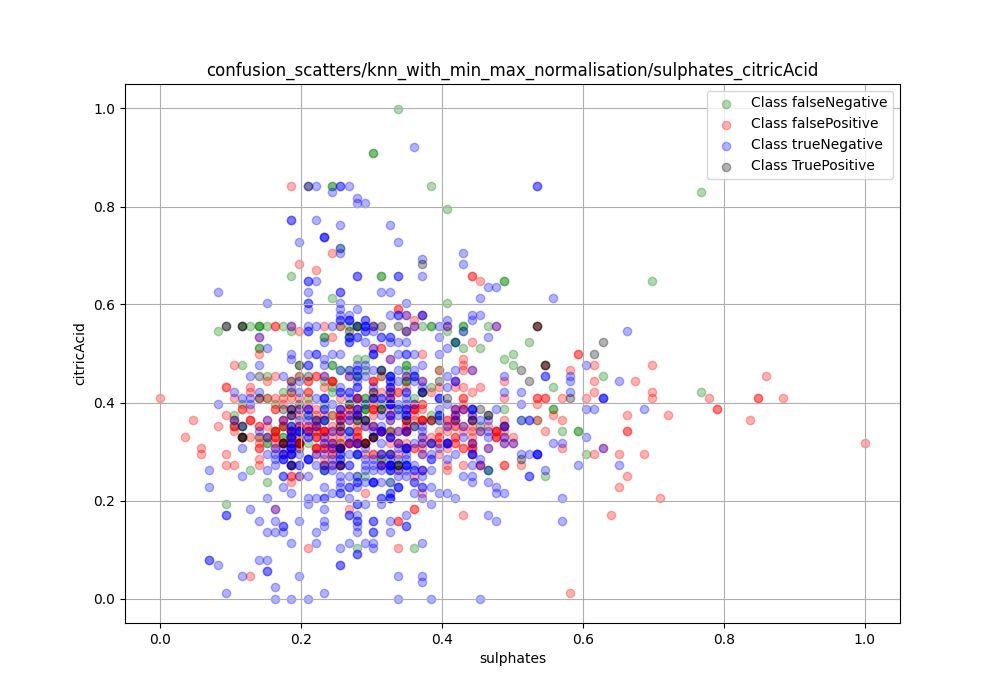 confusion_scatters/knn_with_min_max_normalisation/sulphates_citricAcid
Class falseNegative
Class falsePositive
Class trueNegative
Class TruePositive
citricAcid
1.0
0.8
0.6
0.4
0.2
0.0
0.0 0.2 0.4 0.6 0.8 1.0
sulphates